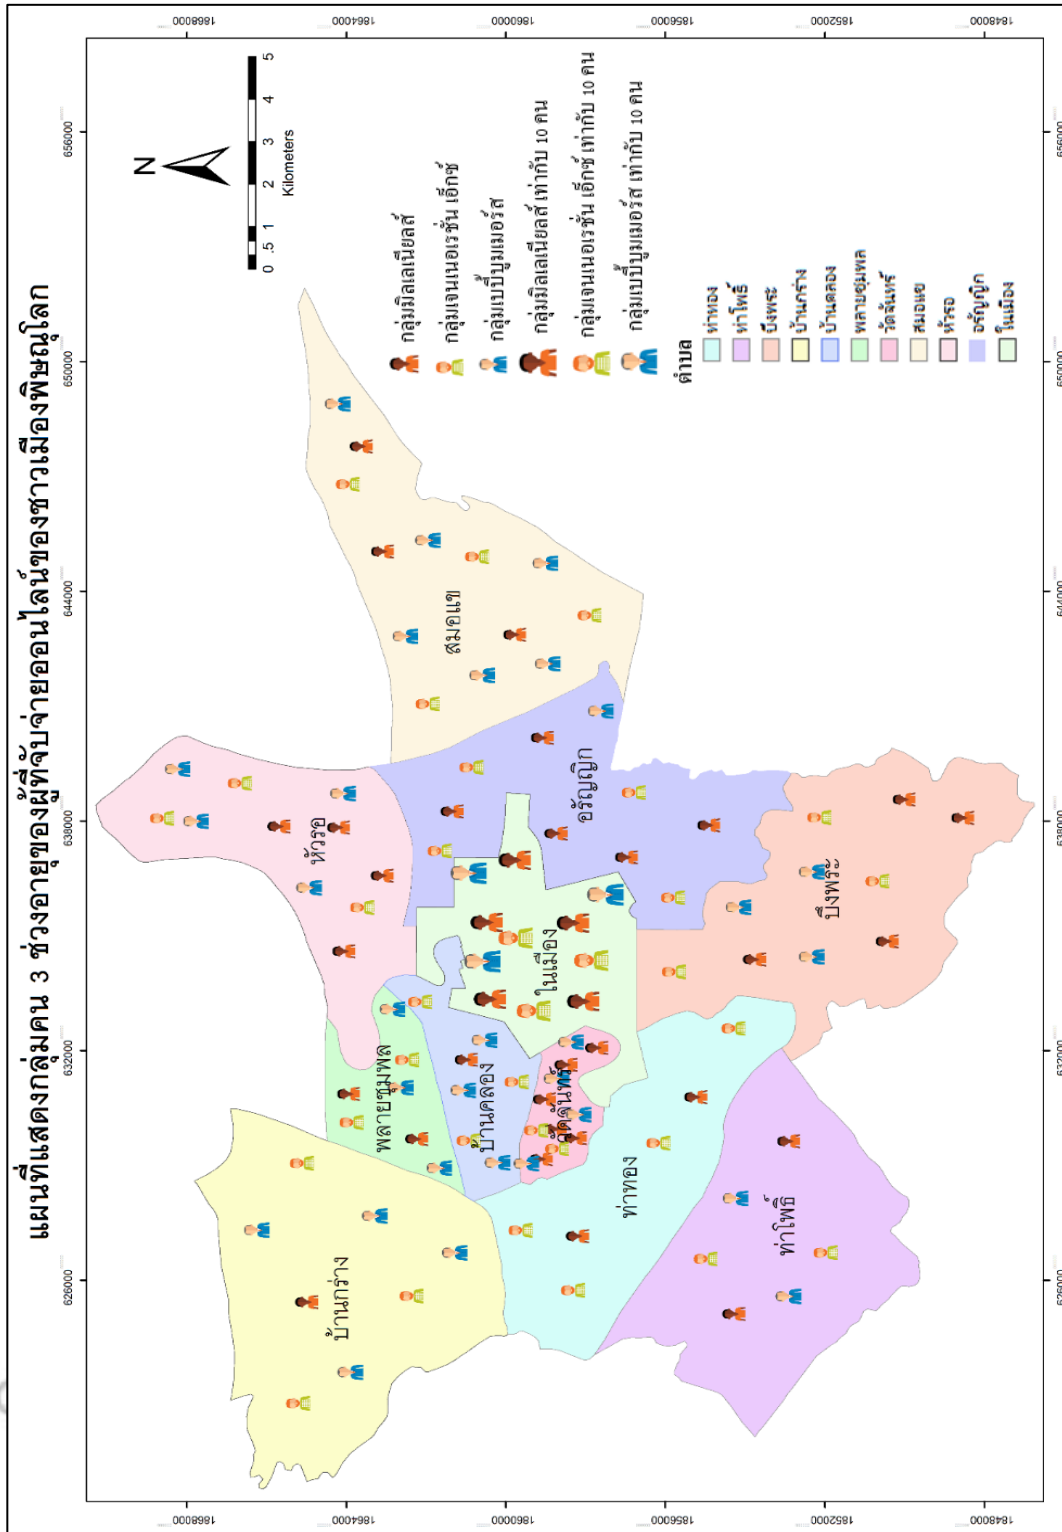 แผนที่แสดงกลุ่มคน 3 ช่วงอายุของผู้ที่จับจ่ายออนไลน์ของชาวเมืองพิษณุโลก
626000
632000
638000
644000
650000
656000
1868000
1864000
1860000
1856000
1852000
1848000
1868000
1864000
1860000
1856000
1852000
1848000
626000
632000
638000
644000
650000
656000
N
0 .5 1 2 3 4 5
Kilometers
กลุ่มมิลเลเนียลส์
กลุ่มเจนเนอเรชั่น เอ็กซ์
กลุ่มเบบี้บูมเมอร์ส
กลุ่มมิลเลเนียลส์ เท่ากับ 10 คน
กลุ่มเจนเนอเรชั่น เอ็กซ์ เท่ากับ 10 คน
กลุ่มเบบี้บูมเมอร์ส เท่ากับ 10 คน
ตำบล
ท่าทอง
ท่าโพธิ์
บึงพระ
บ้านกร่าง
บ้านคลอง
พลายชุมพล
วัดจันทร์
สมอแข
หัวรอ
อรัญญิก
ในเมือง
บ้านกร่าง
พลายชุมพล
หัวรอ
สมอแข
บ้านคลอง
วัดจันทร์
ในเมือง
อรัญญิก
ท่าทอง
ท่าโพธิ์
บึงพระ